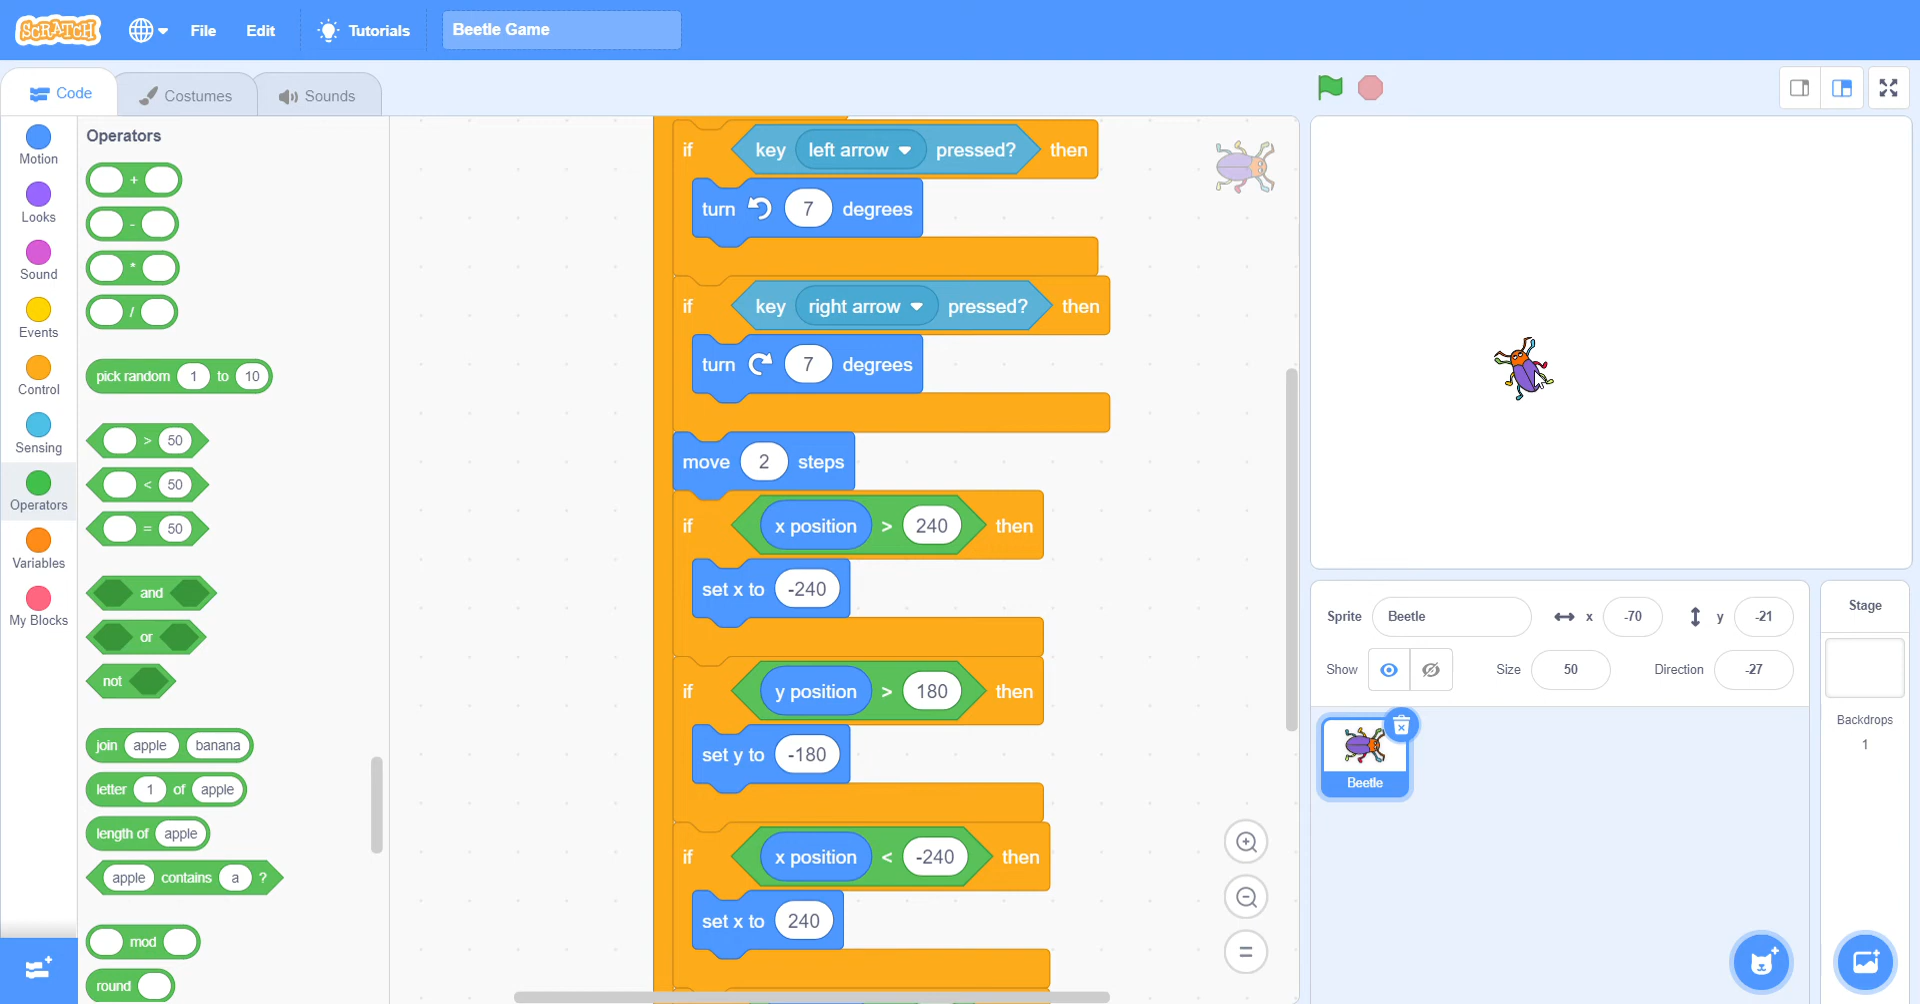 SCRATCH File Edit Tutorials Beetle Game
Code Costumes Sounds
Motion
Looks
Sound
Events
Control
Sensing
Operators
Variables
My Blocks
Operators
+
-
*
/
pick random 1 to 10
> 50
< 50
= 50
and
or
not
join apple banana
letter 1 of apple
length of apple
apple contains a ?
mod
round
if key left arrow pressed? then
turn 7 degrees
if key right arrow pressed? then
turn 7 degrees
move 2 steps
if x position > 240 then
set x to -240
if y position > 180 then
set y to -180
if x position < -240 then
set x to 240
=
Sprite Beetle x -70 y -21
Show Size 50 Direction -27
Beetle
Stage
Backdrops
1